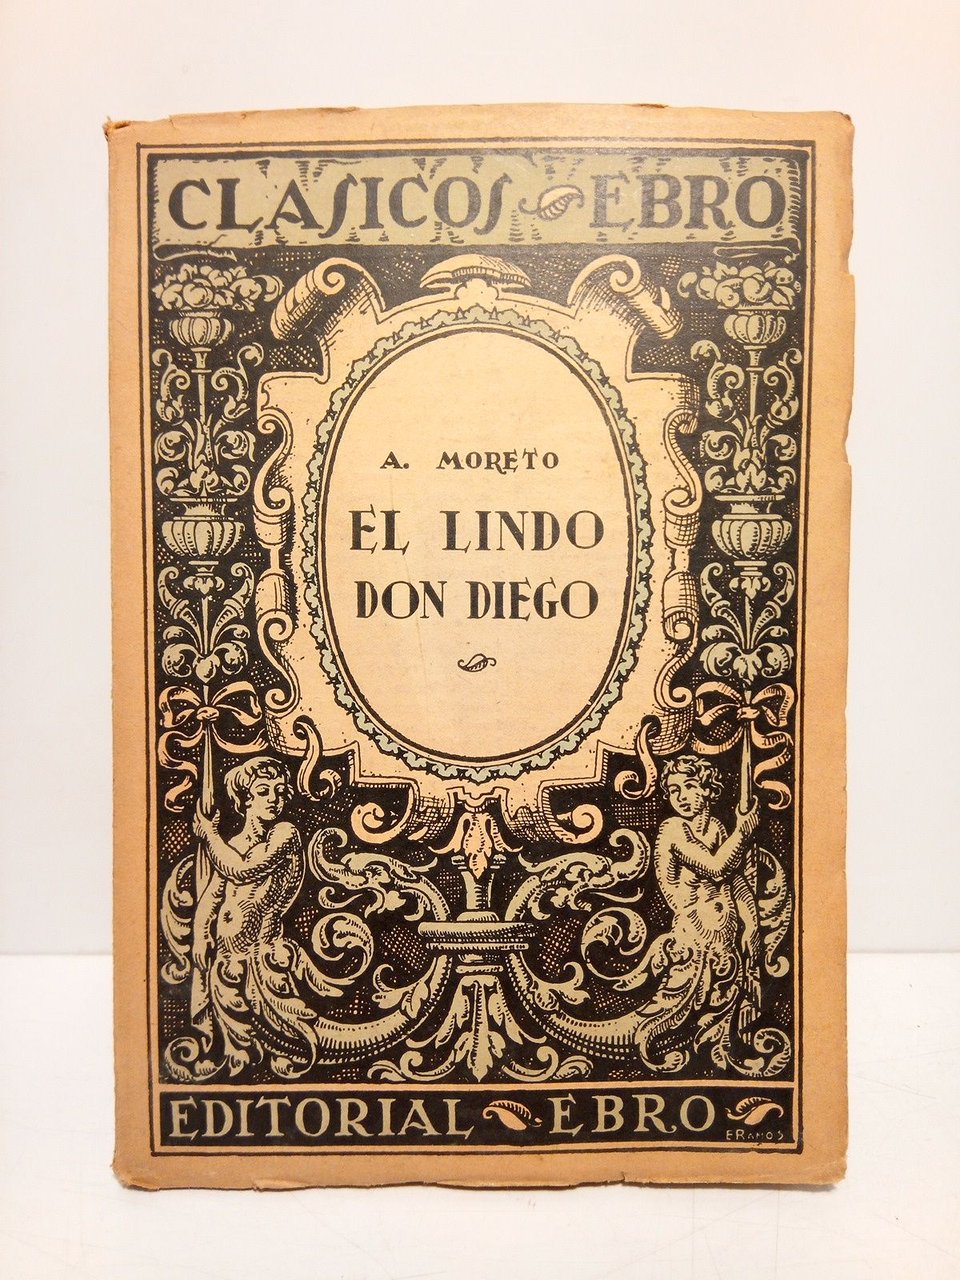 CLASICOS EBRO
A. MORETO
EL LINDO
DON DIEGO
EDITORIAL EBRO
E RAMOS